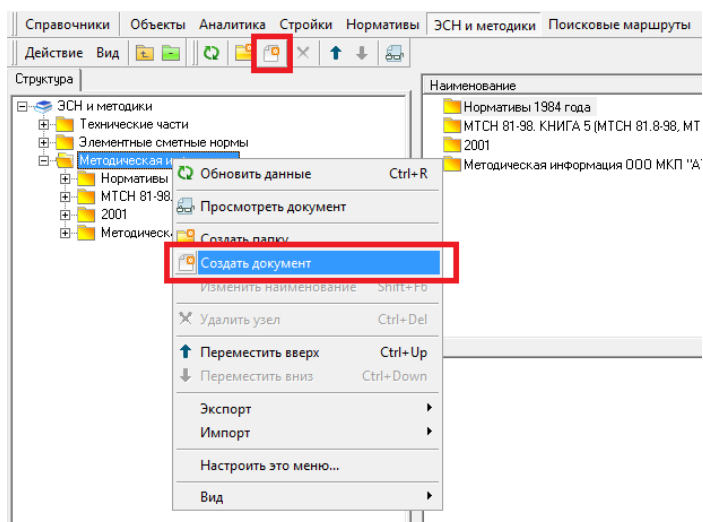 Справочники Объекты Аналитика Стройки Нормативы ЭСН и методики Поисковые маршруты
Действие Вид
Структура
Наименование
ЭСН и методики
Технические части
Элементные сметные нормы
Методическая
Нормативы
МТСН 81-98.
2001
Методическ
Нормативы 1984 года
МТСН 81-98. КНИГА 5 (МТСН 81.8-98, МТ
2001
Методическая информация ООО МКП "А
Обновить данные Ctrl+R
Просмотреть документ
Создать папку
Создать документ
Изменить наименование Shift+F6
Удалить узел Ctrl+Del
Переместить вверх Ctrl+Up
Переместить вниз Ctrl+Down
Экспорт
Импорт
Настроить это меню...
Вид